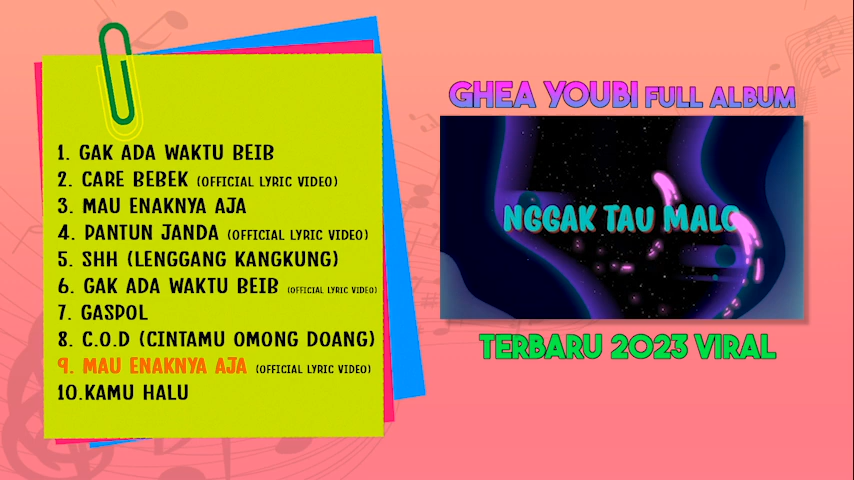 1. GAK ADA WAKTU BEIB
2. CARE BEBEK (OFFICIAL LYRIC VIDEO)
3. MAU ENAKNYA AJA
4. PANTUN JANDA (OFFICIAL LYRIC VIDEO)
5. SHH (LENGGANG KANGKUNG)
6. GAK ADA WAKTU BEIB (OFFICIAL LYRIC VIDEO)
7. GASPOL
8. C.O.D (CINTAMU OMONG DOANG)
9. MAU ENAKNYA AJA (OFFICIAL LYRIC VIDEO)
10.KAMU HALU
GHEA YOUBI FULL ALBUM
NGGAK TAU MALO
TERBARU 2023 VIRAL